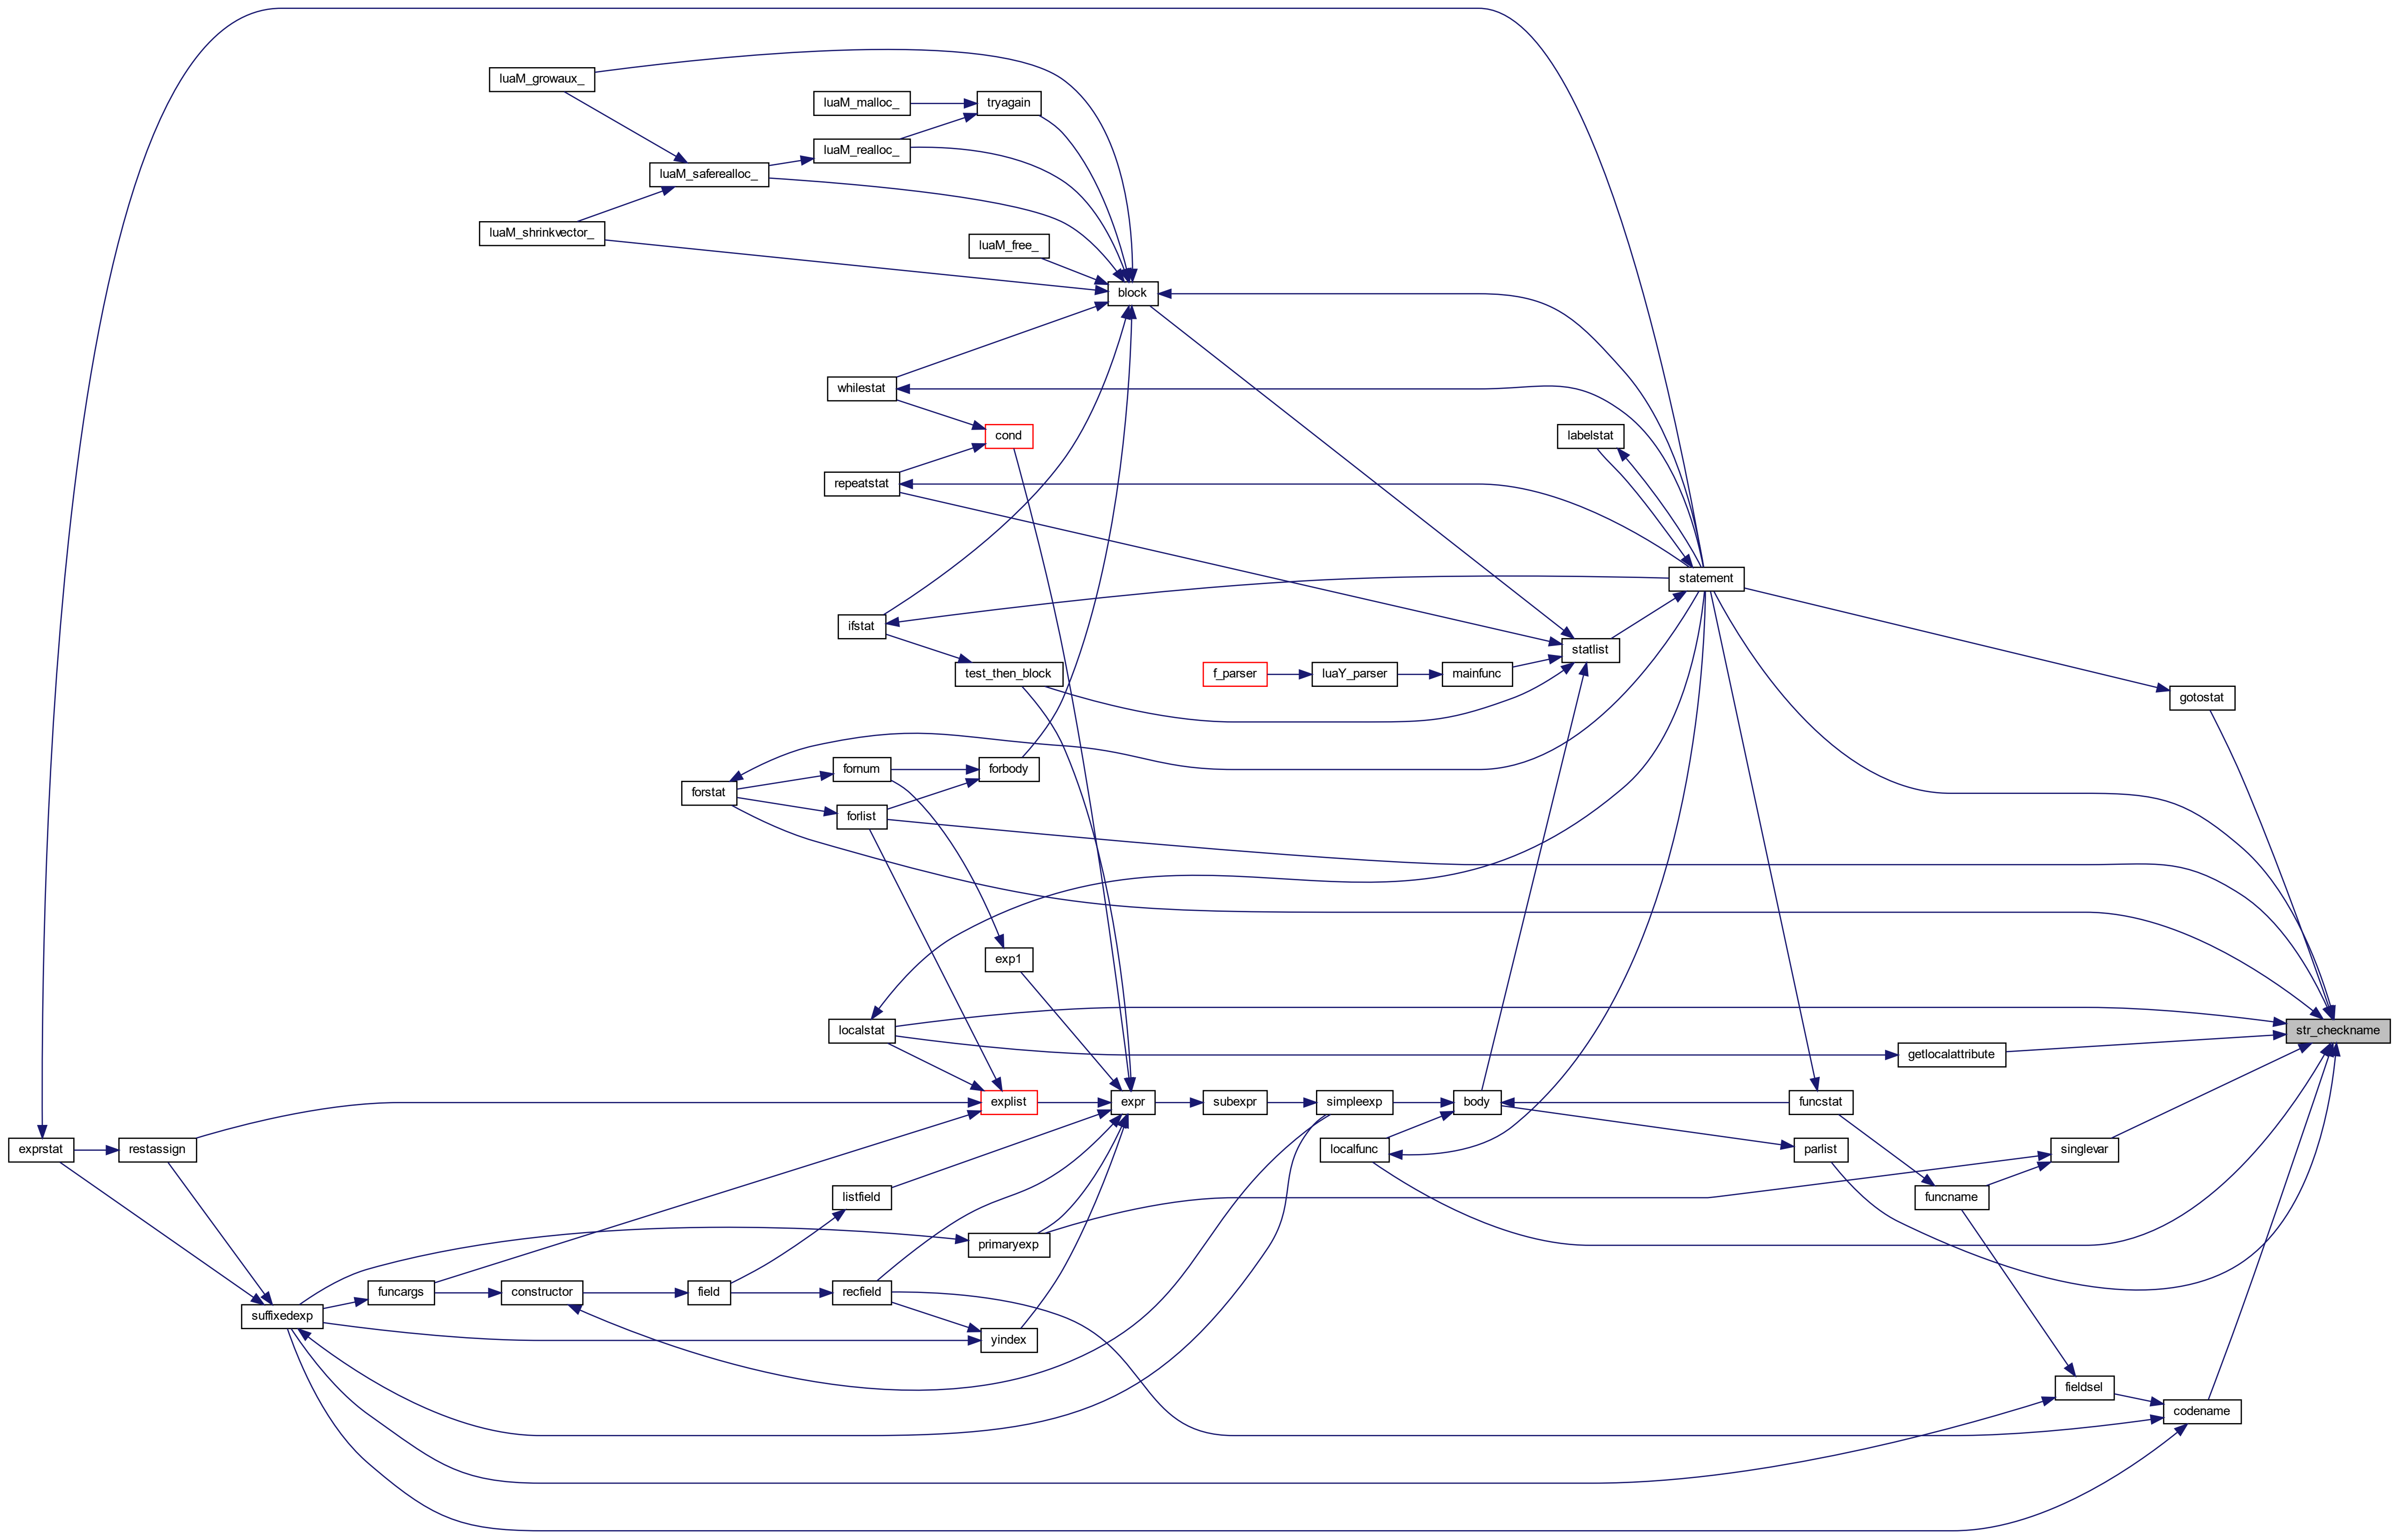 luaM_growaux_
luaM_malloc_
tryagain
luaM_realloc_
luaM_saferealloc_
luaM_shrinkvector_
luaM_free_
block
whilestat
cond
labelstat
repeatstat
statement
ifstat
statlist
test_then_block
f_parser
luaY_parser
mainfunc
gotostat
fornum
forbody
forstat
forlist
exp1
localstat
str_checkname
getlocalattribute
explist
expr
subexpr
simpleexp
body
funcstat
exprstat
restassign
localfunc
parlist
singlevar
listfield
funcname
primaryexp
funcargs
constructor
field
recfield
suffixedexp
yindex
fieldsel
codename